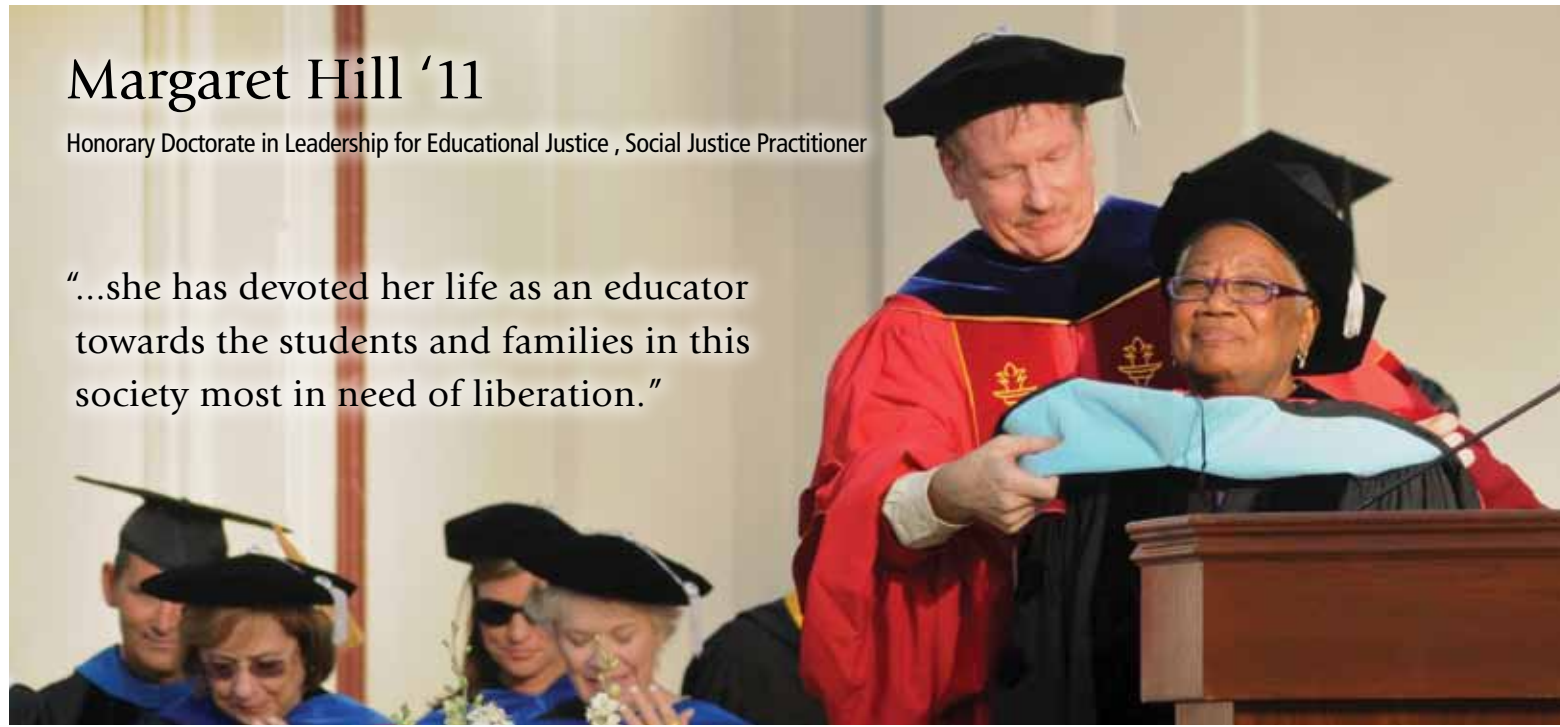 Margaret Hill ‘11
Honorary Doctorate in Leadership for Educational Justice , Social Justice Practitioner
“...she has devoted her life as an educator
towards the students and families in this
society most in need of liberation.”